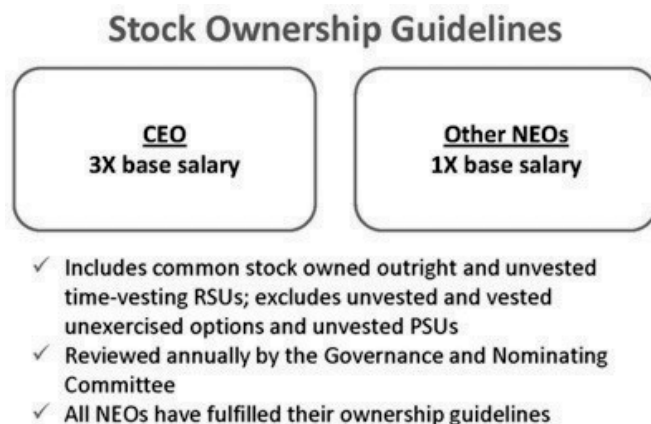 Stock Ownership Guidelines
CEO
3X base salary
Other NEOs
1X base salary
✓ Includes common stock owned outright and unvested
time-vesting RSUs; excludes unvested and vested
unexercised options and unvested PSUs
✓ Reviewed annually by the Governance and Nominating
Committee
✓ All NEOs have fulfilled their ownership guidelines